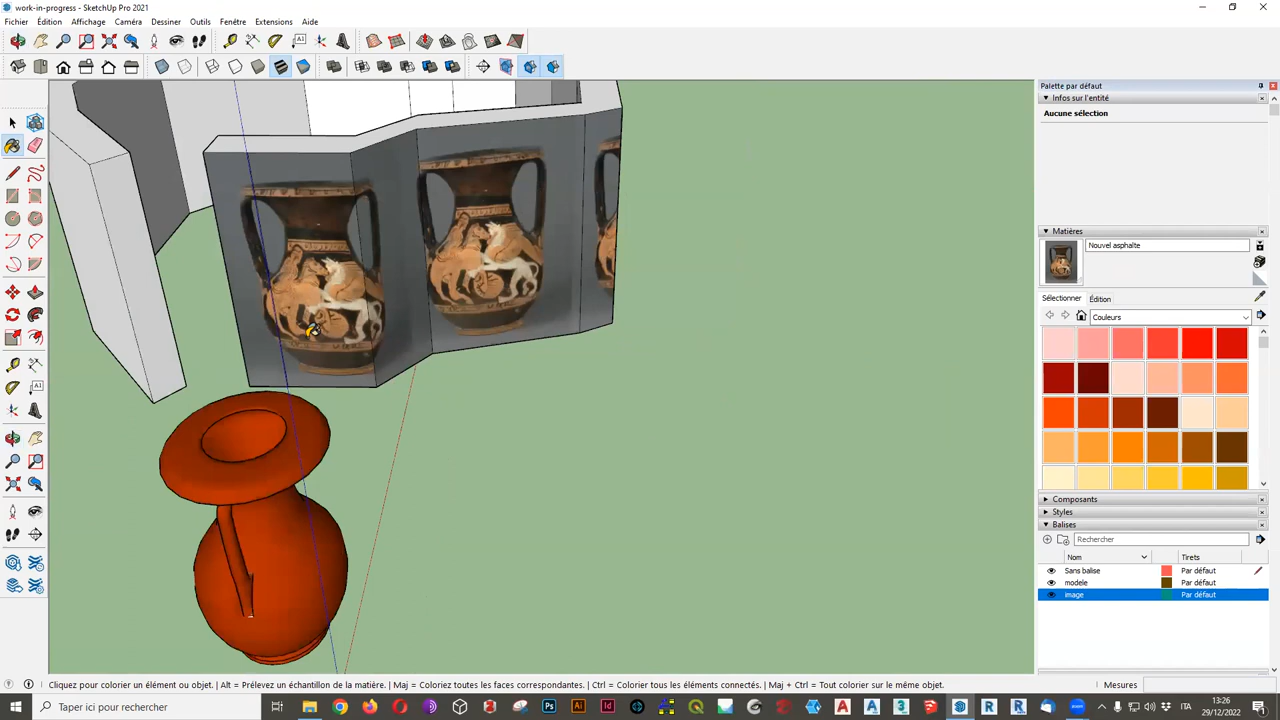 work-in-progress - SketchUp Pro 2021
Fichier Édition Affichage Caméra Dessiner Outils Fenêtre Extensions Aide
Palette par défaut
Infos sur l'entité
Aucune sélection
Matières
Nouvel asphalte
Sélectionner Édition
Couleurs
Composants
Styles
Balises
Rechercher
Nom Tirets
Sans balise Par défaut
modele Par défaut
image Par défaut
Cliquez pour colorier un élément ou objet. | Alt = Prélevez un échantillon de la matière. | Maj = Coloriez toutes les faces correspondantes. | Ctrl = Colorier tous les éléments connectés. | Maj + Ctrl = Tout colorier sur le même objet. Mesures
Taper ici pour rechercher
ITA
13:26
29/12/2022